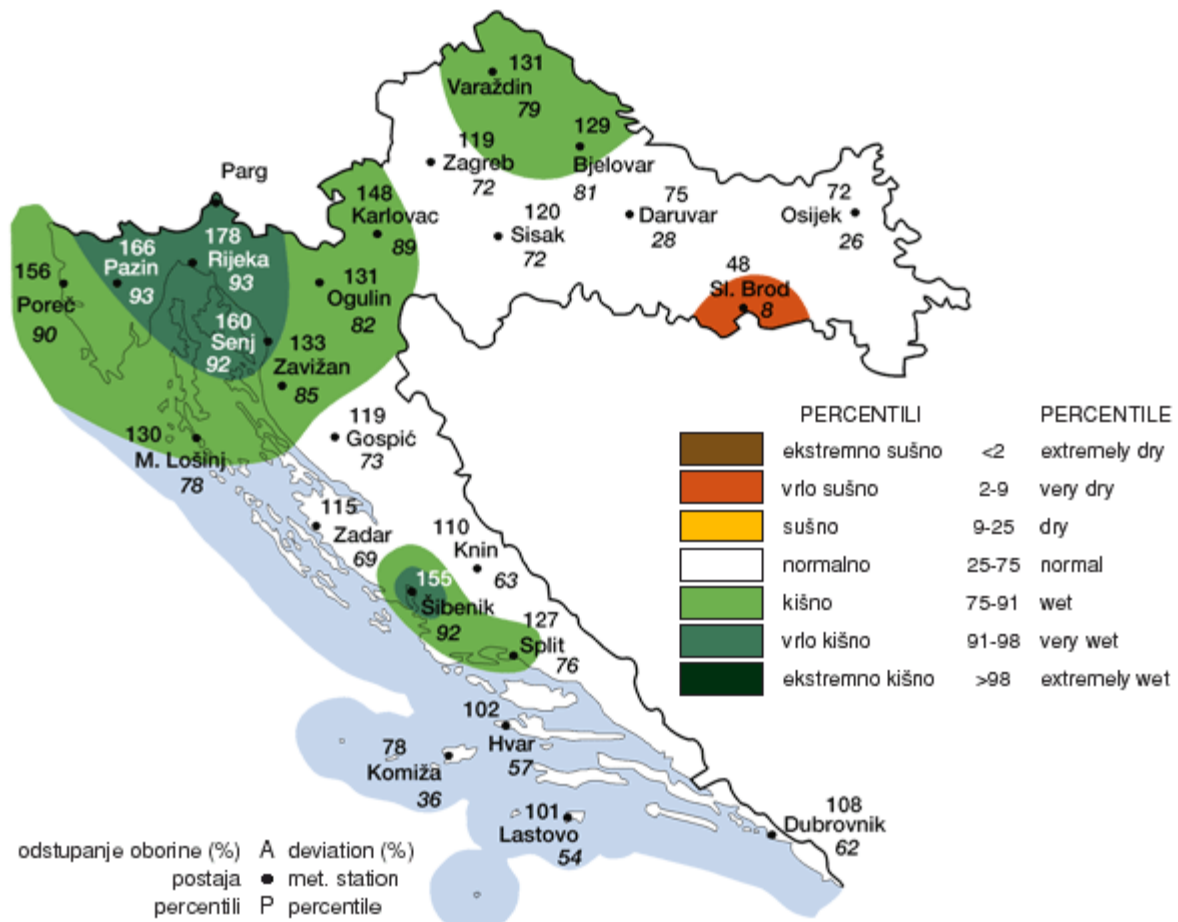 131
Varaždin
79
129
Bjelovar
81
119
Zagreb
72
Parg
148
Karlovac
89
120
Sisak
72
75
Daruvar
28
72
Osijek
26
178
Rijeka
93
166
Pazin
93
156
Poreč
90
131
Ogulin
82
48
Sl. Brod
8
160
Senj
92
133
Zavižan
85
119
Gospić
73
130
M. Lošinj
78
115
Zadar
69
110
Knin
63
155
Šibenik
92
127
Split
76
102
Hvar
57
78
Komiža
36
101
Lastovo
54
108
Dubrovnik
62
PERCENTILI PERCENTILE
ekstremno sušno <2 extremely dry
vrlo sušno 2-9 very dry
sušno 9-25 dry
normalno 25-75 normal
kišno 75-91 wet
vrlo kišno 91-98 very wet
ekstremno kišno >98 extremely wet
odstupanje oborine (%) A deviation (%)
postaja met. station
percentili P percentile